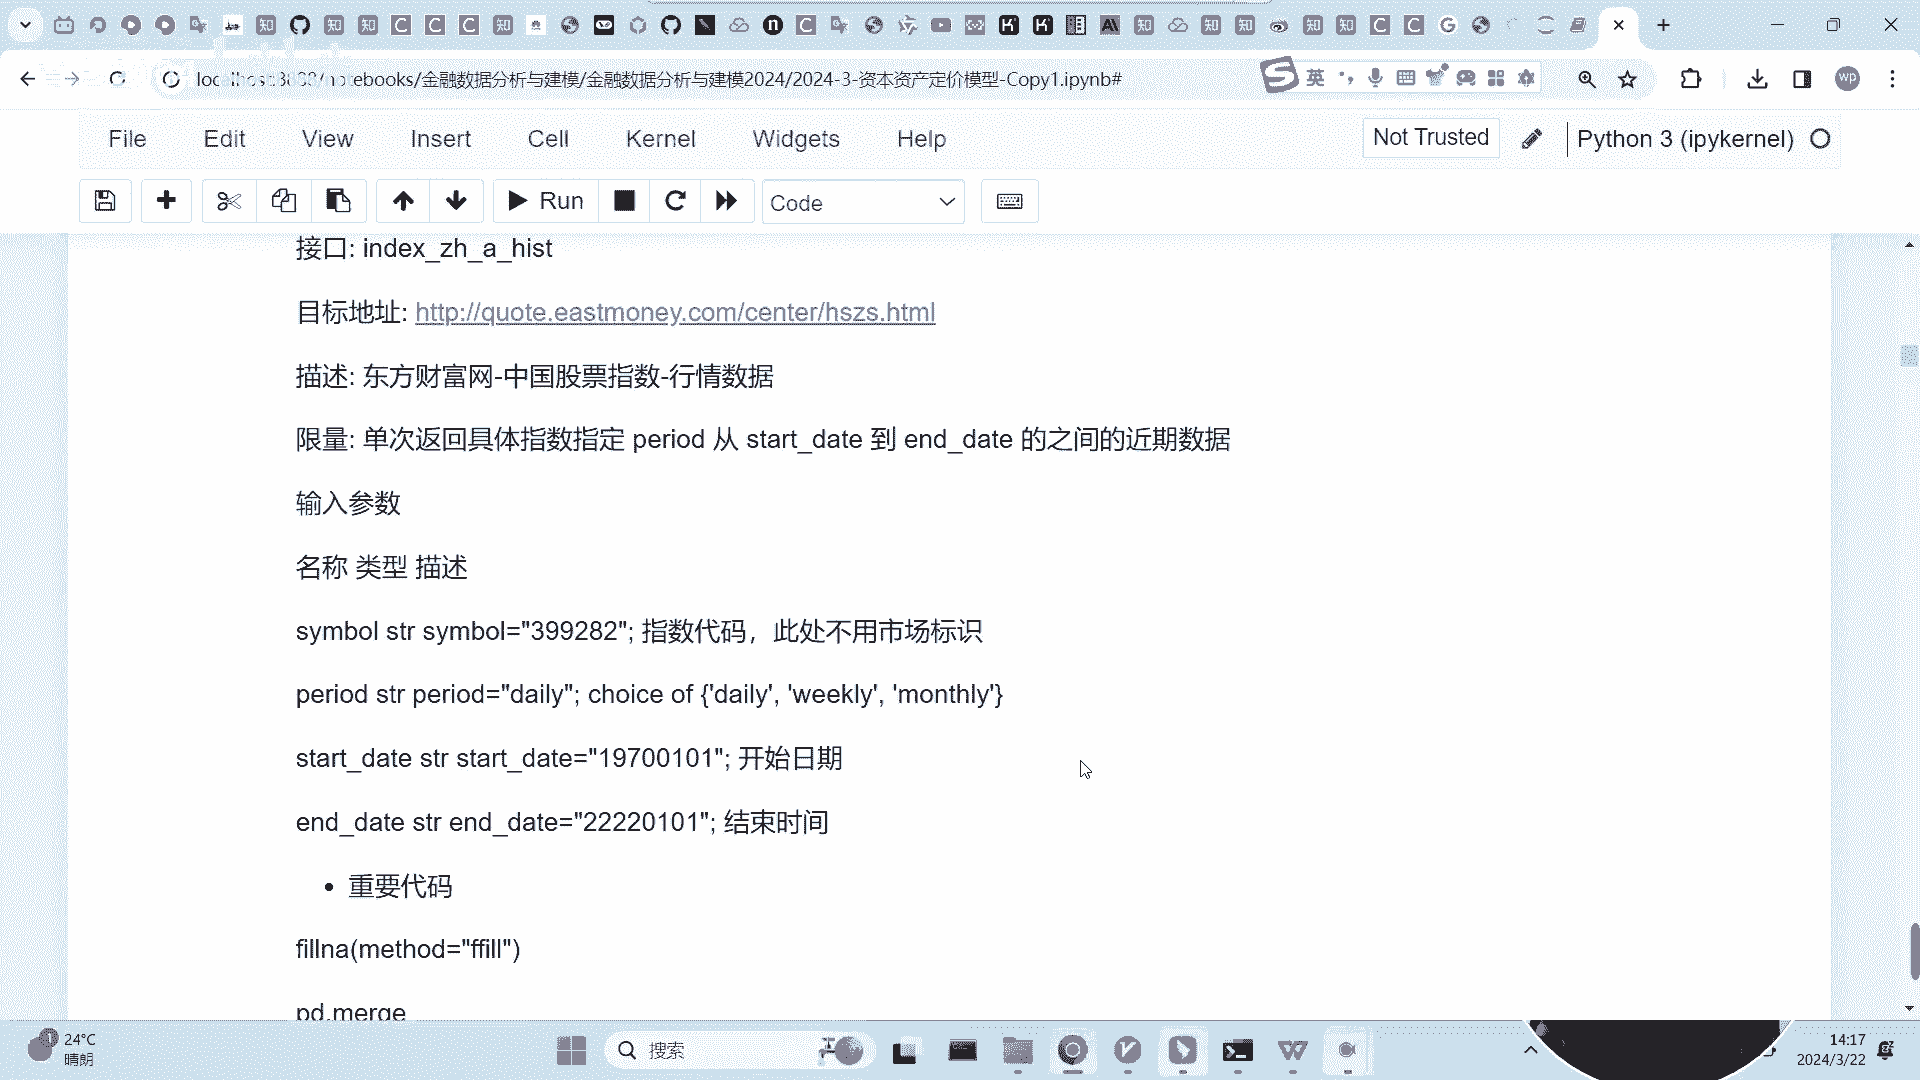 notebooks/金融数据分析与建模/金融数据分析与建模2024/2024-3-资本资产定价模型-Copy1.ipynb#
英
wp
File Edit View Insert Cell Kernel Widgets Help
Not Trusted
Python 3 (ipykernel)
Run
Code
接口: index_zh_a_hist
目标地址: http://quote.eastmoney.com/center/hszs.html
描述: 东方财富网-中国股票指数-行情数据
限量: 单次返回具体指数指定 period 从 start_date 到 end_date 的之间的近期数据
输入参数
名称 类型 描述
symbol str symbol="399282"; 指数代码，此处不用市场标识
period str period="daily"; choice of {'daily', 'weekly', 'monthly'}
start_date str start_date="19700101"; 开始日期
end_date str end_date="22220101"; 结束时间
• 重要代码
fillna(method="ffill")
pd.merge
24°C
晴朗
搜索
14:17
2024/3/22